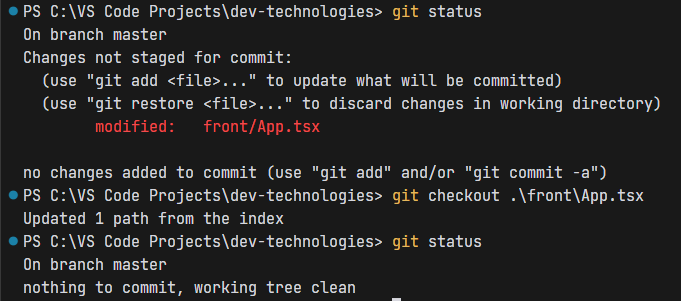 PS C:\VS Code Projects\dev-technologies> git status
On branch master
Changes not staged for commit:
  (use "git add <file>..." to update what will be committed)
  (use "git restore <file>..." to discard changes in working directory)
        modified:   front/App.tsx

no changes added to commit (use "git add" and/or "git commit -a")
PS C:\VS Code Projects\dev-technologies> git checkout .\front\App.tsx
Updated 1 path from the index
PS C:\VS Code Projects\dev-technologies> git status
On branch master
nothing to commit, working tree clean